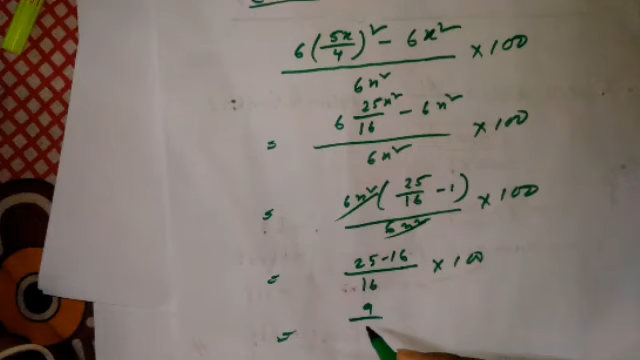 6(5x/4)² - 6x² / 6x² × 100
= 6 25x²/16 - 6x² / 6x² × 100
= 6x²(25/16 - 1) / 6x² × 100
= 25-16 / 16 × 100
= 9